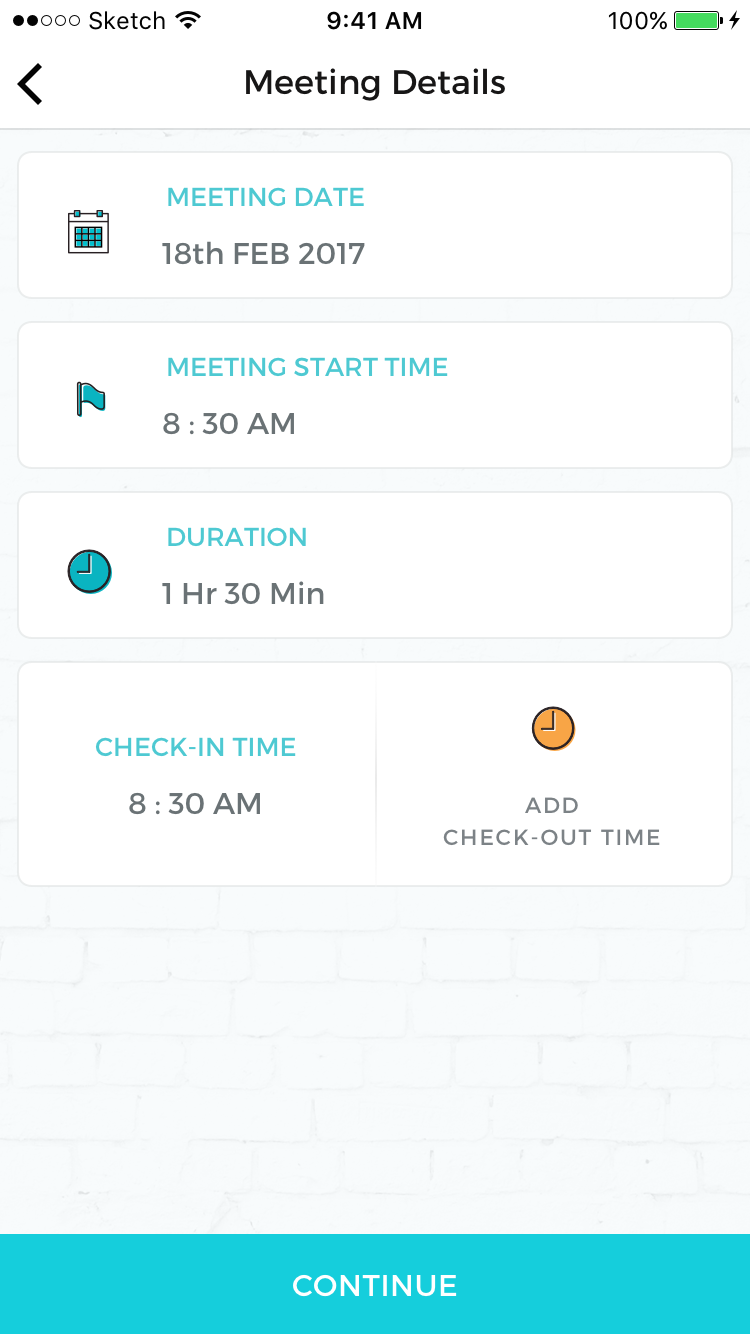 Sketch 9:41 AM 100%
Meeting Details
MEETING DATE
18th FEB 2017
MEETING START TIME
8 : 30 AM
DURATION
1 Hr 30 Min
CHECK-IN TIME
8 : 30 AM
ADD
CHECK-OUT TIME
CONTINUE